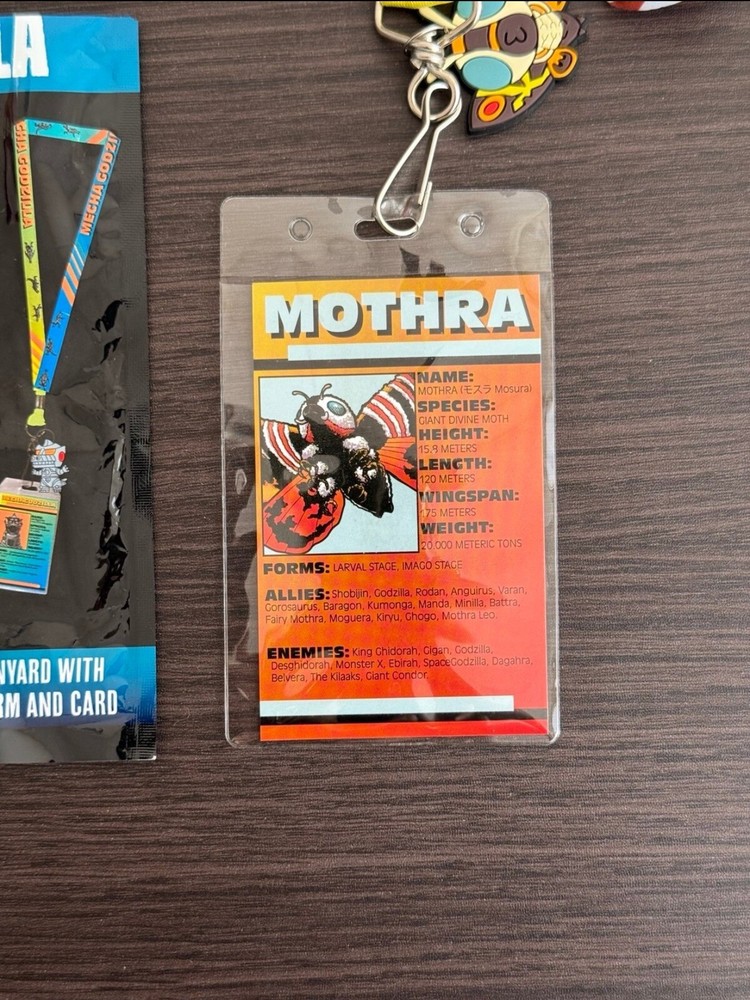 LA
MECHA GODZI
CHA GODZILLA
NYARD WITH
RM AND CARD
MOTHRA
NAME:
MOTHRA (モスラ Mosura)
SPECIES:
GIANT DIVINE MOTH
HEIGHT:
15.9 METERS
LENGTH:
120 METERS
WINGSPAN:
175 METERS
WEIGHT:
20,000 METERIC TONS
FORMS: LARVAL STAGE, IMAGO STAGE
ALLIES: Shobijin, Godzilla, Rodan, Anguirus, Varan,
Gorosaurus, Baragon, Kumonga, Manda, Minilla, Battra,
Fairy Mothra, Moguera, Kiryu, Ghogo, Mothra Leo.
ENEMIES: King Ghidorah, Gigan, Godzilla,
Desghidorah, Monster X, Ebirah, SpaceGodzilla, Dagahra,
Belvera, The Kilaaks, Giant Condor.